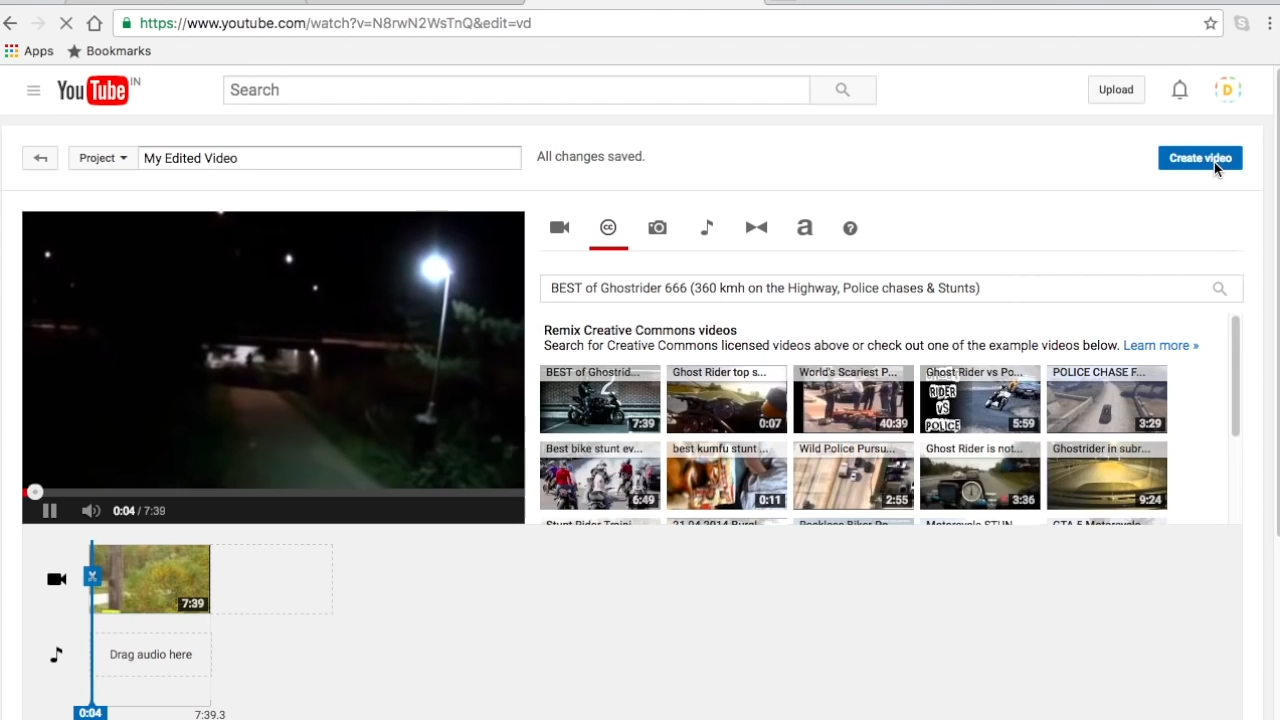 https://www.youtube.com/watch?v=N8rwN2WsTnQ&edit=vd
Apps Bookmarks
YouTube IN
Search
Upload
D
Project
My Edited Video
All changes saved.
Create video
BEST of Ghostrider 666 (360 kmh on the Highway, Police chases & Stunts)
Remix Creative Commons videos
Search for Creative Commons licensed videos above or check out one of the example videos below. Learn more »
BEST of Ghostrid... Ghost Rider top s... World's Scariest P... Ghost Rider vs Po... POLICE CHASE F...
RIDER
VS
POLICE
7:39 0:07 40:39 5:59 3:29
Best bike stunt ev... best kumfu stunt ... Wild Police Pursu... Ghost Rider is not... Ghostrider in subr...
6:49 0:11 2:55 3:36 9:24
0:04 / 7:39
7:39
Drag audio here
0:04
7:39.3